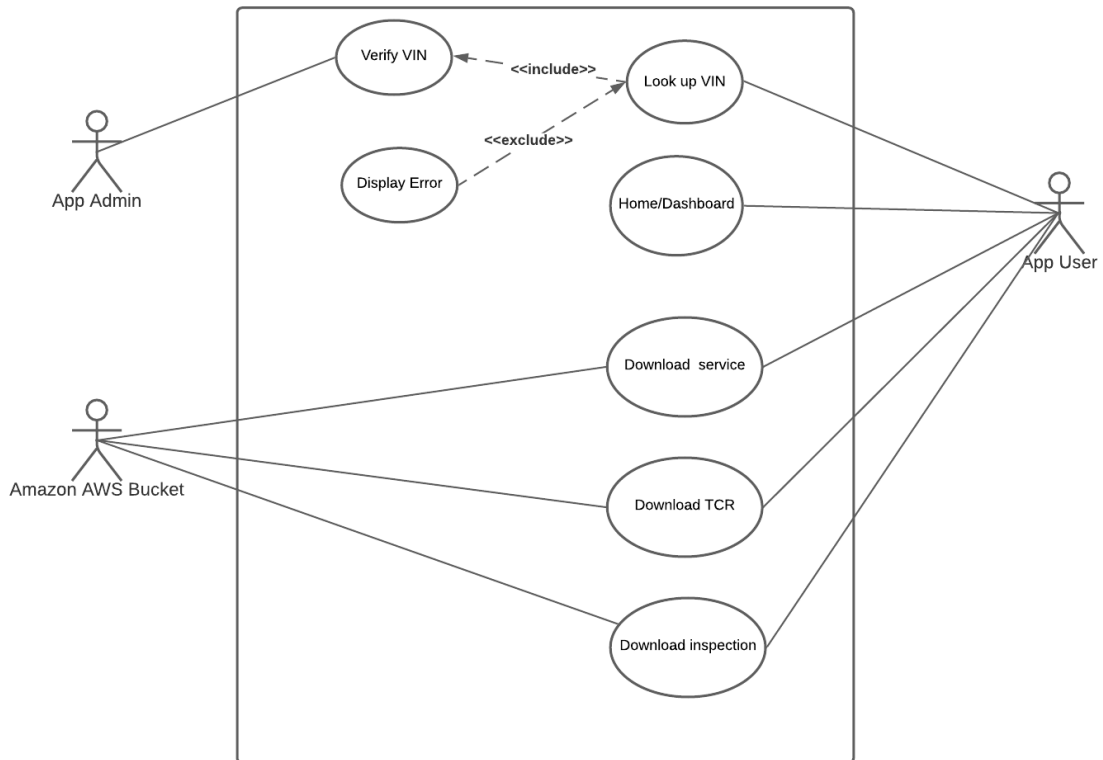 Verify VIN
<<include>>
Look up VIN
<<exclude>>
Display Error
App Admin
Home/Dashboard
App User
Download service
Amazon AWS Bucket
Download TCR
Download inspection